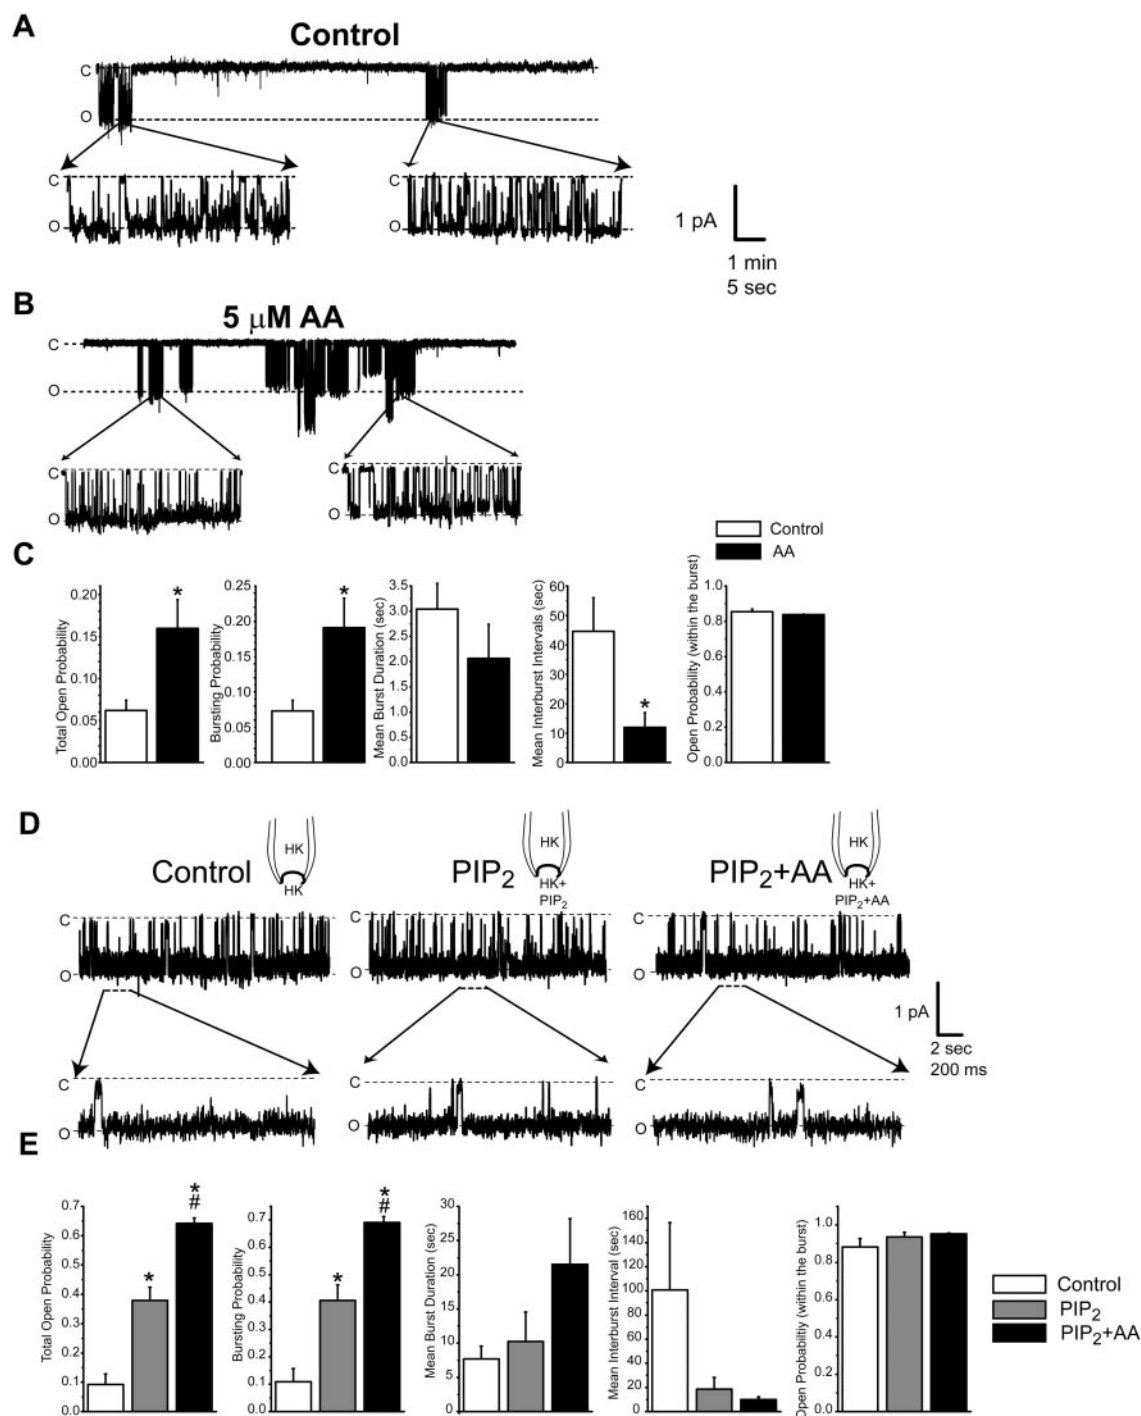 A
Control
C
O
C
O
C
O
1 pA
1 min
5 sec
B
5 μM AA
C
O
C
O
C
O
Control
AA
C
Total Open Probability
0.20
0.15
0.10
0.05
0.00
*
Bursting Probability
0.25
0.20
0.15
0.10
0.05
0.00
*
Mean Burst Duration (sec)
3.5
3.0
2.5
2.0
1.5
1.0
0.5
0.0
Mean Interburst Intervals (sec)
60
50
40
30
20
10
0
*
Open Probability (within the burst)
1.0
0.8
0.6
0.4
0.2
0.0
D
Control
HK
HK
PIP2
HK
HK+
PIP2
PIP2+AA
HK
HK+
PIP2+AA
C
O
C
O
C
O
1 pA
2 sec
200 ms
C
O
C
O
C
O
E
Total Open Probability
0.7
0.6
0.5
0.4
0.3
0.2
0.1
0.0
*
*
#
Bursting Probability
0.7
0.6
0.5
0.4
0.3
0.2
0.1
0.0
*
*
#
Mean Burst Duration (sec)
30
25
20
15
10
5
0
Mean Interburst Interval (sec)
160
140
120
100
80
60
40
20
0
Open Probabiltiy (within the burst)
1.0
0.8
0.6
0.4
0.2
0.0
Control
PIP2
PIP2+AA